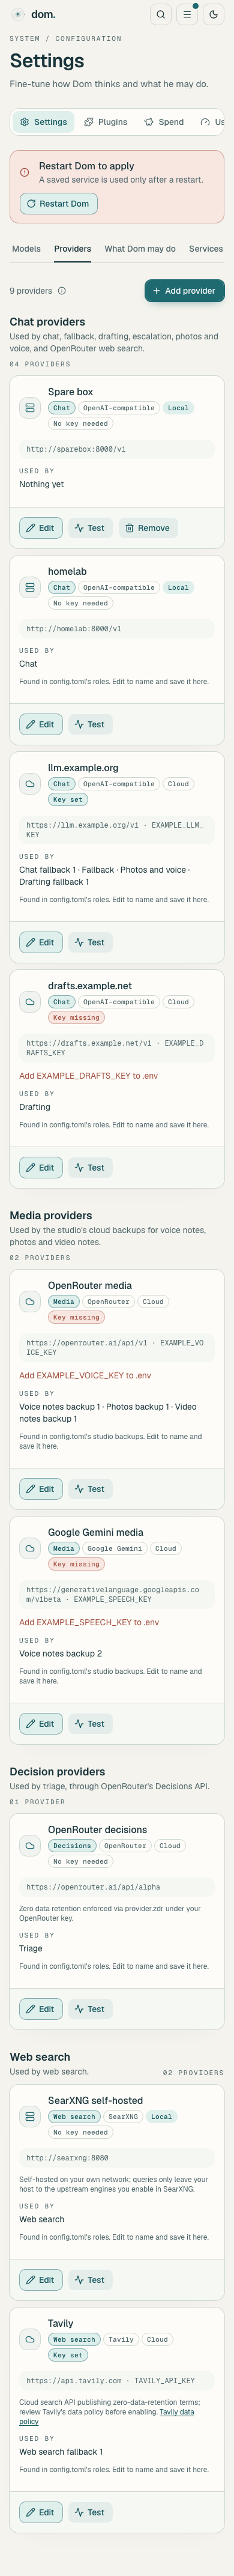 dom.
SYSTEM / CONFIGURATION
Settings
Fine-tune how Dom thinks and what he may do.
Settings Plugins Spend Us
Restart Dom to apply
A saved service is used only after a restart.
Restart Dom
Models Providers What Dom may do Services
9 providers
Add provider
Chat providers
Used by chat, fallback, drafting, escalation, photos and
voice, and OpenRouter web search.
04 PROVIDERS
Spare box
Chat OpenAI-compatible Local
No key needed
http://sparebox:8000/v1
USED BY
Nothing yet
Edit Test Remove
homelab
Chat OpenAI-compatible Local
No key needed
http://homelab:8000/v1
USED BY
Chat
Found in config.toml's roles. Edit to name and save it here.
Edit Test
llm.example.org
Chat OpenAI-compatible Cloud
Key set
https://llm.example.org/v1 · EXAMPLE_LLM_
KEY
USED BY
Chat fallback 1 · Fallback · Photos and voice ·
Drafting fallback 1
Found in config.toml's roles. Edit to name and save it here.
Edit Test
drafts.example.net
Chat OpenAI-compatible Cloud
Key missing
https://drafts.example.net/v1 · EXAMPLE_D
RAFTS_KEY
Add EXAMPLE_DRAFTS_KEY to .env
USED BY
Drafting
Found in config.toml's roles. Edit to name and save it here.
Edit Test
Media providers
Used by the studio's cloud backups for voice notes,
photos and video notes.
02 PROVIDERS
OpenRouter media
Media OpenRouter Cloud
Key missing
https://openrouter.ai/api/v1 · EXAMPLE_VO
ICE_KEY
Add EXAMPLE_VOICE_KEY to .env
USED BY
Voice notes backup 1 · Photos backup 1 · Video
notes backup 1
Found in config.toml's studio backups. Edit to name and
save it here.
Edit Test
Google Gemini media
Media Google Gemini Cloud
Key missing
https://generativelanguage.googleapis.co
m/v1beta · EXAMPLE_SPEECH_KEY
Add EXAMPLE_SPEECH_KEY to .env
USED BY
Voice notes backup 2
Found in config.toml's studio backups. Edit to name and
save it here.
Edit Test
Decision providers
Used by triage, through OpenRouter's Decisions API.
01 PROVIDER
OpenRouter decisions
Decisions OpenRouter Cloud
No key needed
https://openrouter.ai/api/alpha
Zero data retention enforced via provider.zdr under your
OpenRouter key.
USED BY
Triage
Found in config.toml's roles. Edit to name and save it here.
Edit Test
Web search
Used by web search.
02 PROVIDERS
SearXNG self-hosted
Web search SearXNG Local
No key needed
http://searxng:8080
Self-hosted on your own network; queries only leave your
host to the upstream engines you enable in SearXNG.
USED BY
Web search
Found in config.toml's roles. Edit to name and save it here.
Edit Test
Tavily
Web search Tavily Cloud
Key set
https://api.tavily.com · TAVILY_API_KEY
Cloud search API publishing zero-data-retention terms;
review Tavily's data policy before enabling. Tavily data
policy
USED BY
Web search fallback 1
Found in config.toml's roles. Edit to name and save it here.
Edit Test